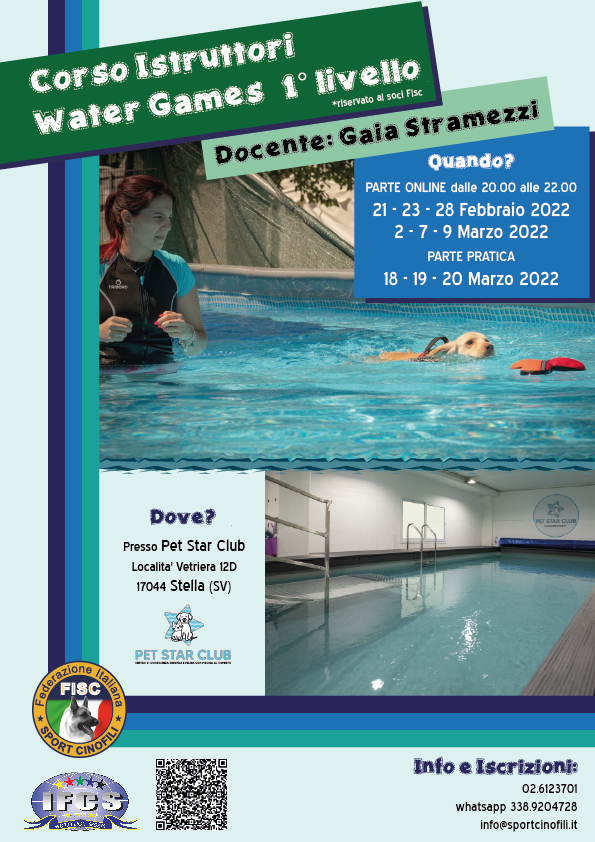 Corso Istruttori
Water Games 1° livello
*riservato ai soci Fisc
Docente: Gaia Stramezzi
Quando?
PARTE ONLINE dalle 20.00 alle 22.00
21 - 23 - 28 Febbraio 2022
2 - 7 - 9 Marzo 2022
PARTE PRATICA
18 - 19 - 20 Marzo 2022
Dove?
Presso Pet Star Club
Localita' Vetriera 12D
17044 Stella (SV)
PET STAR CLUB
PET STAR CLUB
Federazione Italiana
FISC
SPORT CINOFILI
IFCS
Info e Iscrizioni:
02.6123701
whatsapp 338.9204728
info@sportcinofili.it